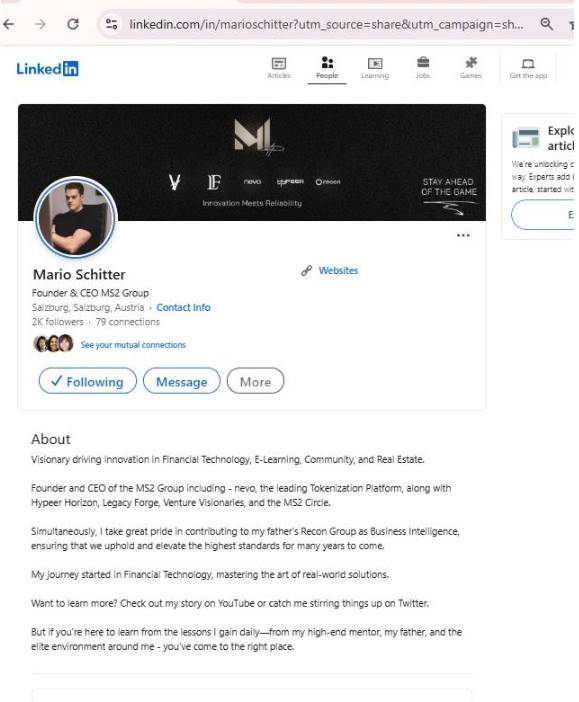 linkedin.com/in/marioschitter?utm_source=share&utm_campaign=sh...
Linkedin
Articles
People
Learning
Jobs
Games
Get the app
nevo
recon
Innovation Meets Reliability
STAY AHEAD
OF THE GAME
Explo
articl
We're unlocking c
way. Experts add i
article, started wit
E
Mario Schitter
Websites
Founder & CEO MS2 Group
Salzburg, Salzburg, Austria · Contact Info
2K followers · 79 connections
See your mutual connections
✓ Following
Message
More
About
Visionary driving innovation in Financial Technology, E-Learning, Community, and Real Estate.
Founder and CEO of the MS2 Group including - nevo, the leading Tokenization Platform, along with
Hypeer Horizon, Legacy Forge, Venture Visionaries, and the MS2 Circle.
Simultaneously, I take great pride in contributing to my father's Recon Group as Business Intelligence,
ensuring that we uphold and elevate the highest standards for many years to come.
My journey started in Financial Technology, mastering the art of real-world solutions.
Want to learn more? Check out my story on YouTube or catch me stirring things up on Twitter.
But if you're here to learn from the lessons I gain daily—from my high-end mentor, my father, and the
elite environment around me - you've come to the right place.